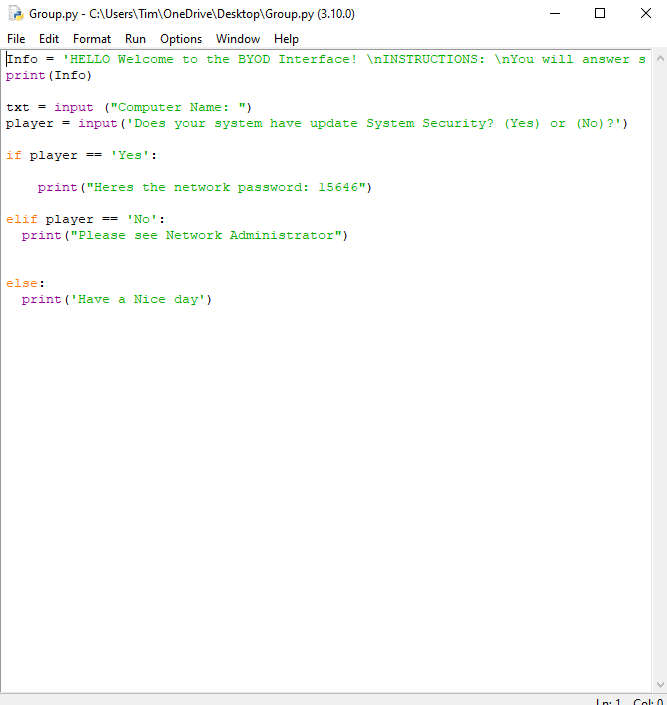 Group.py - C:\Users\Tim\OneDrive\Desktop\Group.py (3.10.0)
File Edit Format Run Options Window Help
Info = 'HELLO Welcome to the BYOD Interface! \nINSTRUCTIONS: \nYou will answer s
print(Info)
txt = input ("Computer Name: ")
player = input('Does your system have update System Security? (Yes) or (No)?')
if player == 'Yes':
print("Heres the network password: 15646")
elif player == 'No':
print("Please see Network Administrator")
else:
print('Have a Nice day')
Ln: 1 Col: 0